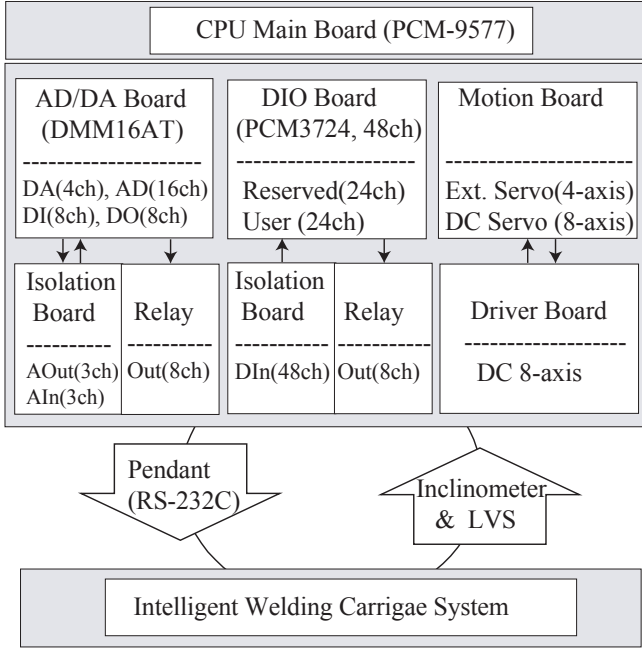 CPU Main Board (PCM-9577)
AD/DA Board
(DMM16AT)
DA(4ch), AD(16ch)
DI(8ch), DO(8ch)
DIO Board
(PCM3724, 48ch)
Reserved(24ch)
User (24ch)
Motion Board
Ext. Servo(4-axis)
DC Servo (8-axis)
Isolation
Board
AOut(3ch)
AIn(3ch)
Relay
Out(8ch)
Isolation
Board
DIn(48ch)
Relay
Out(8ch)
Driver Board
DC 8-axis
Pendant
(RS-232C)
Inclinometer
& LVS
Intelligent Welding Carrigae System